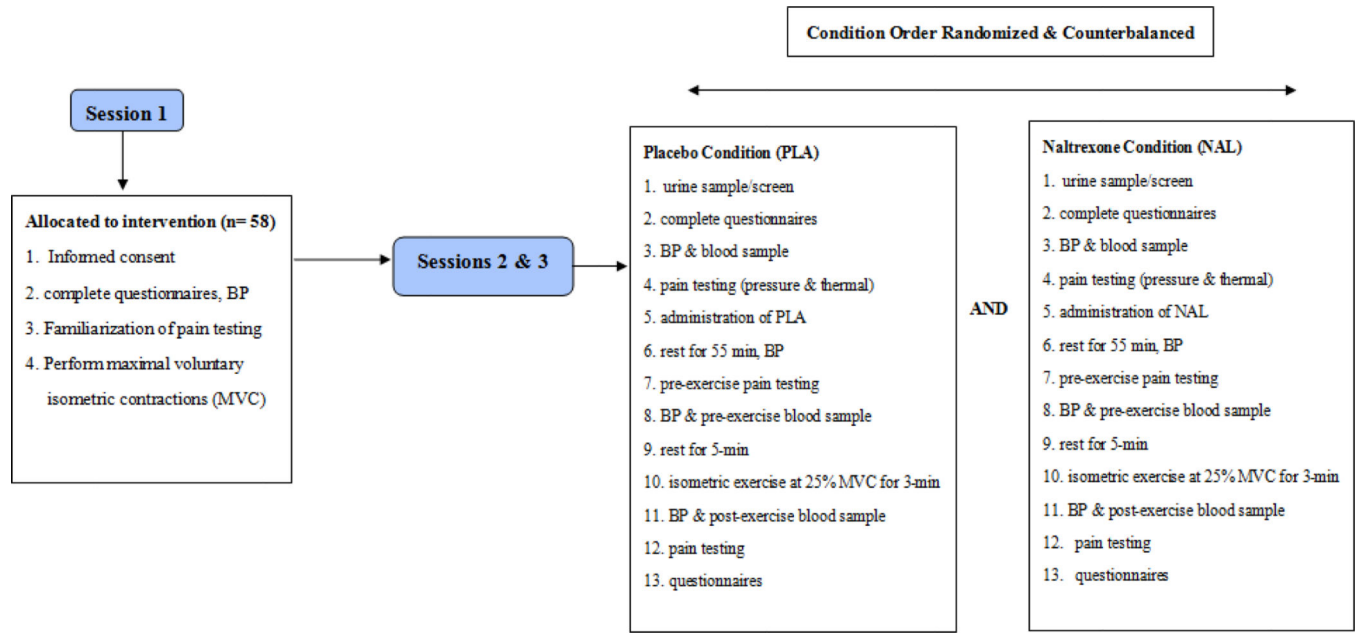 Condition Order Randomized & Counterbalanced
Session 1
Allocated to intervention (n= 58)
1. Informed consent
2. complete questionnaires, BP
3. Familiarization of pain testing
4. Perform maximal voluntary
isometric contractions (MVC)
Sessions 2 & 3
Placebo Condition (PLA)
1. urine sample/screen
2. complete questionnaires
3. BP & blood sample
4. pain testing (pressure & thermal)
5. administration of PLA
6. rest for 55 min, BP
7. pre-exercise pain testing
8. BP & pre-exercise blood sample
9. rest for 5-min
10. isometric exercise at 25% MVC for 3-min
11. BP & post-exercise blood sample
12. pain testing
13. questionnaires
AND
Naltrexone Condition (NAL)
1. urine sample/screen
2. complete questionnaires
3. BP & blood sample
4. pain testing (pressure & thermal)
5. administration of NAL
6. rest for 55 min, BP
7. pre-exercise pain testing
8. BP & pre-exercise blood sample
9. rest for 5-min
10. isometric exercise at 25% MVC for 3-min
11. BP & post-exercise blood sample
12. pain testing
13. questionnaires